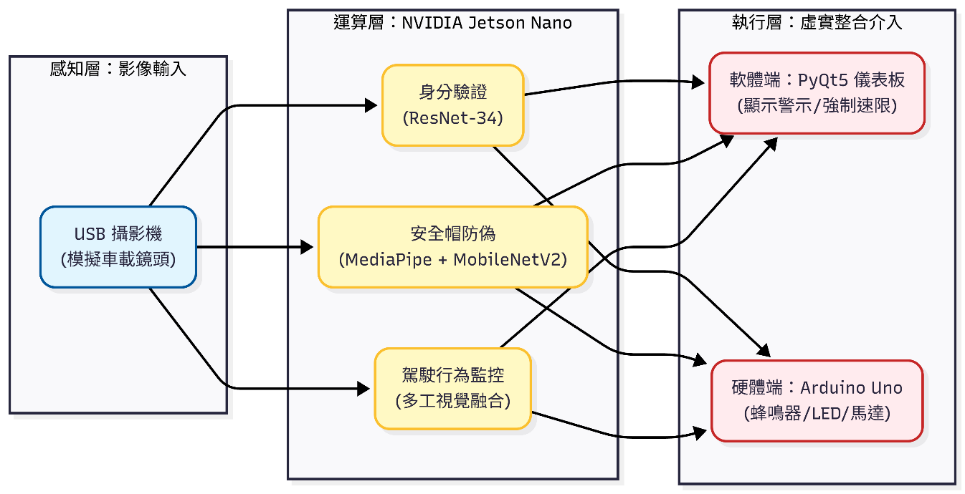 感知層：影像輸入
USB 攝影機
(模擬車載鏡頭)
運算層：NVIDIA Jetson Nano
身分驗證
(ResNet-34)
安全帽防偽
(MediaPipe + MobileNetV2)
駕駛行為監控
(多工視覺融合)
執行層：虛實整合介入
軟體端：PyQt5 儀表板
(顯示警示/強制速限)
硬體端：Arduino Uno
(蜂鳴器/LED/馬達)